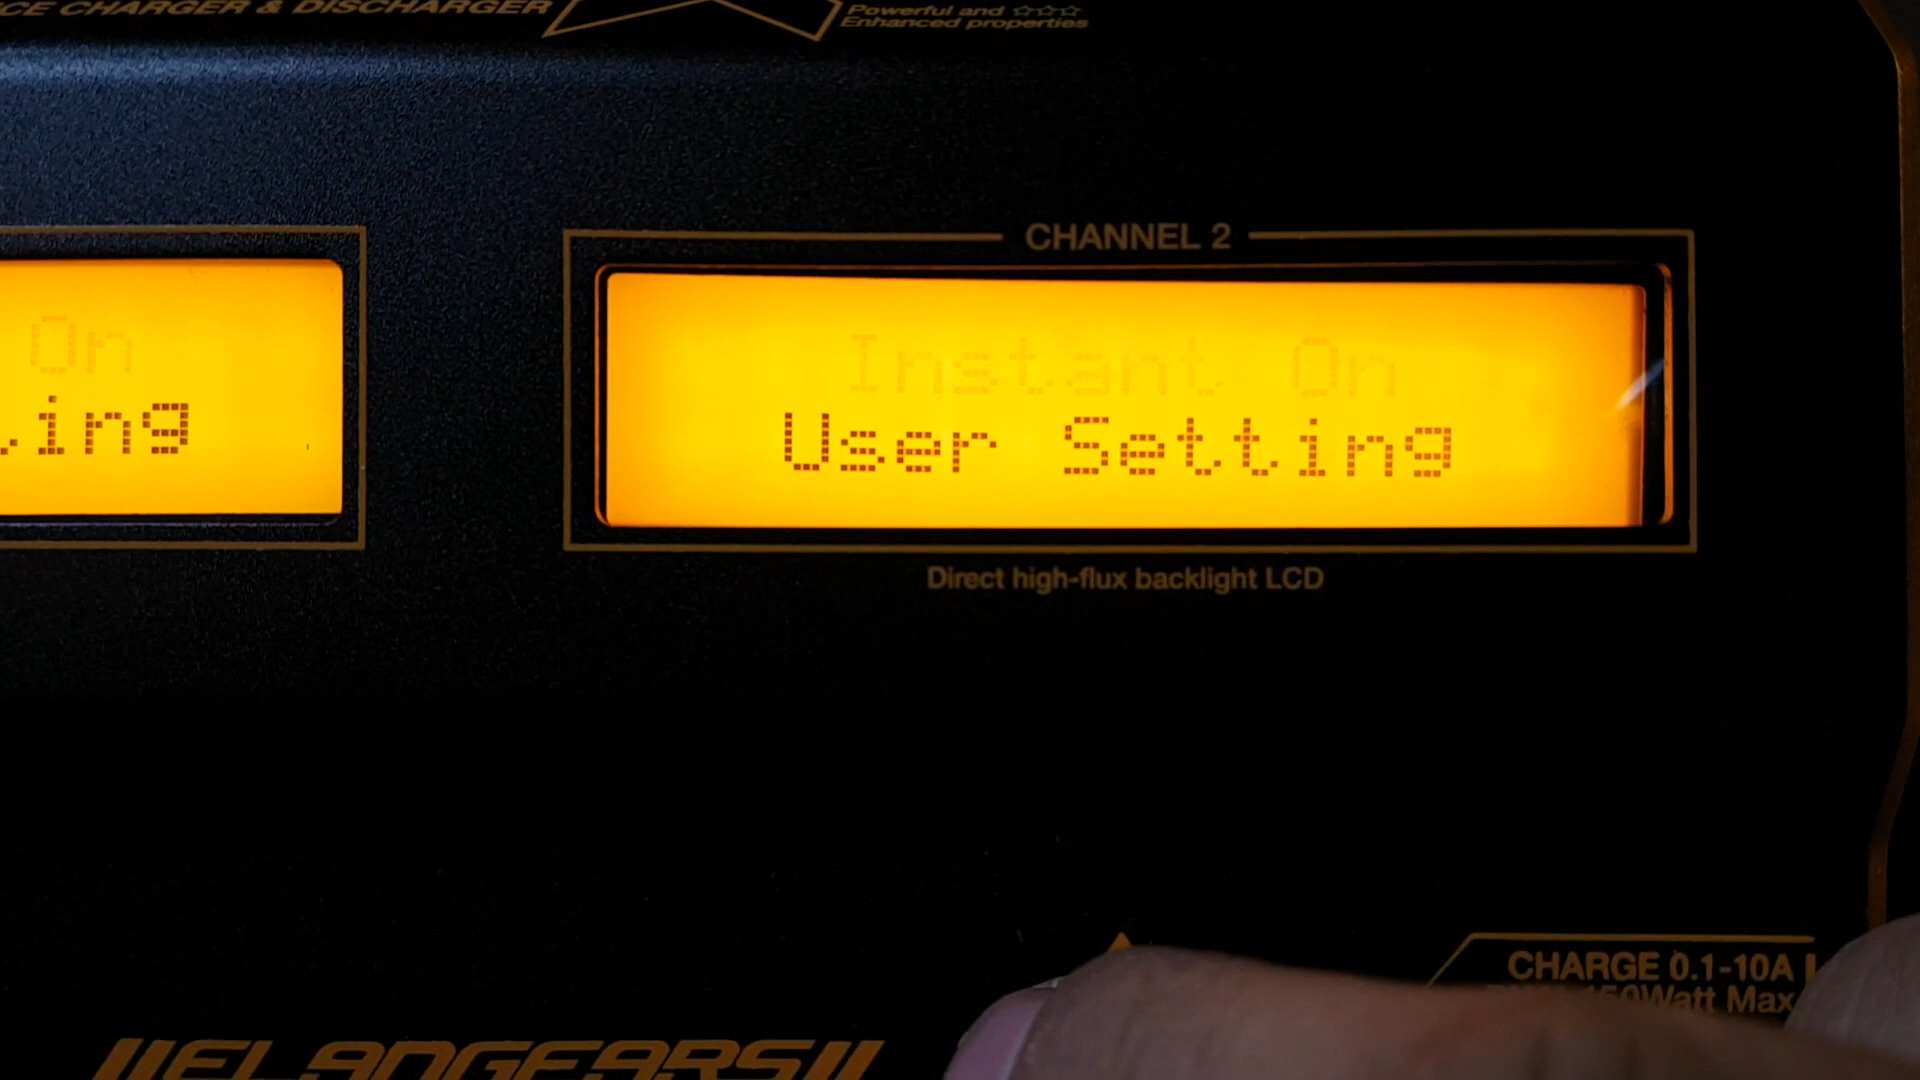 CE CHARGER & DISCHARGER
Powerful and ☆☆☆
Enhanced properties
CHANNEL 2
On
ing
Instant On
User Setting
Direct high-flux backlight LCD
CHARGE 0.1-10A
150Watt Max
ELANGEARS